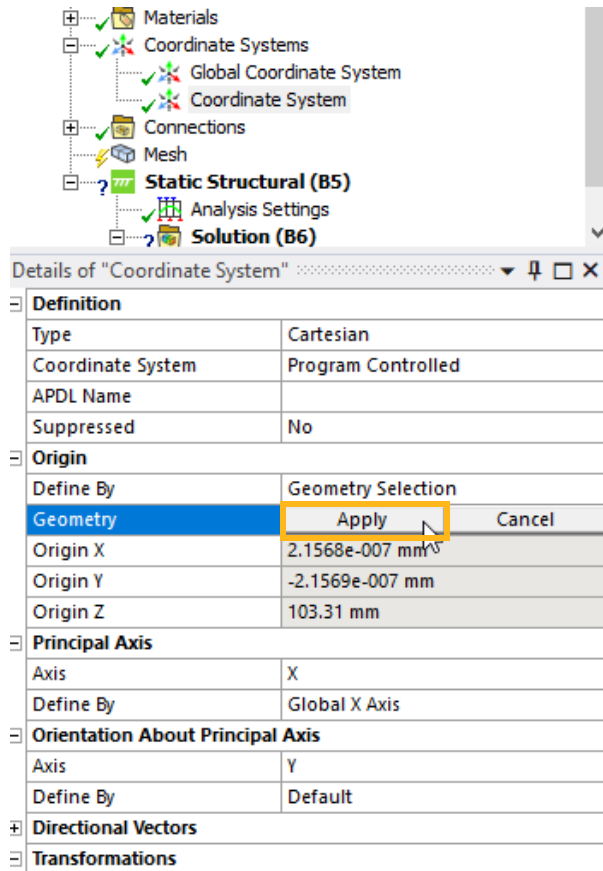 Materials
Coordinate Systems
Global Coordinate System
Coordinate System
Connections
Mesh
Static Structural (B5)
Analysis Settings
Solution (B6)
Details of "Coordinate System"
Definition
Type Cartesian
Coordinate System Program Controlled
APDL Name
Suppressed No
Origin
Define By Geometry Selection
Geometry Apply Cancel
Origin X 2.1568e-007 mm
Origin Y -2.1569e-007 mm
Origin Z 103.31 mm
Principal Axis
Axis X
Define By Global X Axis
Orientation About Principal Axis
Axis Y
Define By Default
Directional Vectors
Transformations